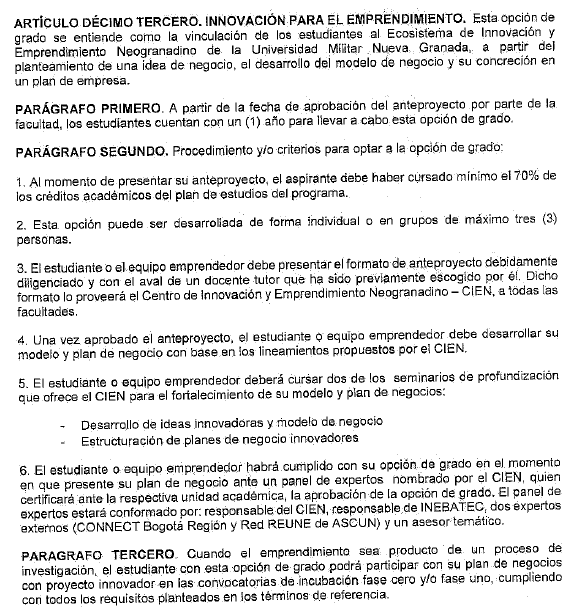 ARTÍCULO DÉCIMO TERCERO. INNOVACIÓN PARA EL EMPRENDIMIENTO. Esta opción de
grado se entiende como la vinculación de los estudiantes al Ecosistema de Innovación y
Emprendimiento Neogranadino de la Universidad Militar Nueva Granada, a partir del
planteamiento de una idea de negocio, el desarrollo del modelo de negocio y su concreción en
un plan de empresa.
PARÁGRAFO PRIMERO. A partir de la fecha de aprobación del anteproyecto por parte de la
facultad, los estudiantes cuentan con un (1) año para llevar a cabo esta opción de grado.
PARÁGRAFO SEGUNDO. Procedimiento y/o criterios para optar a la opción de grado:
1. Al momento de presentar su anteproyecto, el aspirante debe haber cursado mínimo el 70% de
los créditos académicos del plan de estudios del programa.
2. Esta opción puede ser desarrollada de forma individual o en grupos de máximo tres (3)
personas.
3. El estudiante o el equipo emprendedor debe presentar el formato de anteproyecto debidamente
diligenciado y con el aval de un docente tutor que ha sido previamente escogido por él. Dicho
formato lo proveerá el Centro de Innovación y Emprendimiento Neogranadino – CIEN, a todas las
facultades.
4. Una vez aprobado el anteproyecto, el estudiante o equipo emprendedor debe desarrollar su
modelo y plan de negocio con base en los lineamientos propuestos por el CIEN.
5. El estudiante o equipo emprendedor deberá cursar dos de los seminarios de profundización
que ofrece el CIEN para el fortalecimiento de su modelo y plan de negocios:
- Desarrollo de ideas innovadoras y modelo de negocio
- Estructuración de planes de negocio innovadores
6. El estudiante o equipo emprendedor habrá cumplido con su opción de grado en el momento
en que presente su plan de negocio ante un panel de expertos nombrado por el CIEN, quien
certificará ante la respectiva unidad académica, la aprobación de la opción de grado. El panel de
expertos estará conformado por: responsable del CIEN, responsable de INEBATEC, dos expertos
externos (CONNECT Bogotá Región y Red REUNE de ASCUN) y un asesor temático.
PARAGRAFO TERCERO. Cuando el emprendimiento sea producto de un proceso de
investigación, el estudiante con esta opción de grado podrá participar con su plan de negocios
con proyecto innovador en las convocatorias de incubación fase cero y/o fase uno, cumpliendo
con todos los requisitos planteados en los términos de referencia.